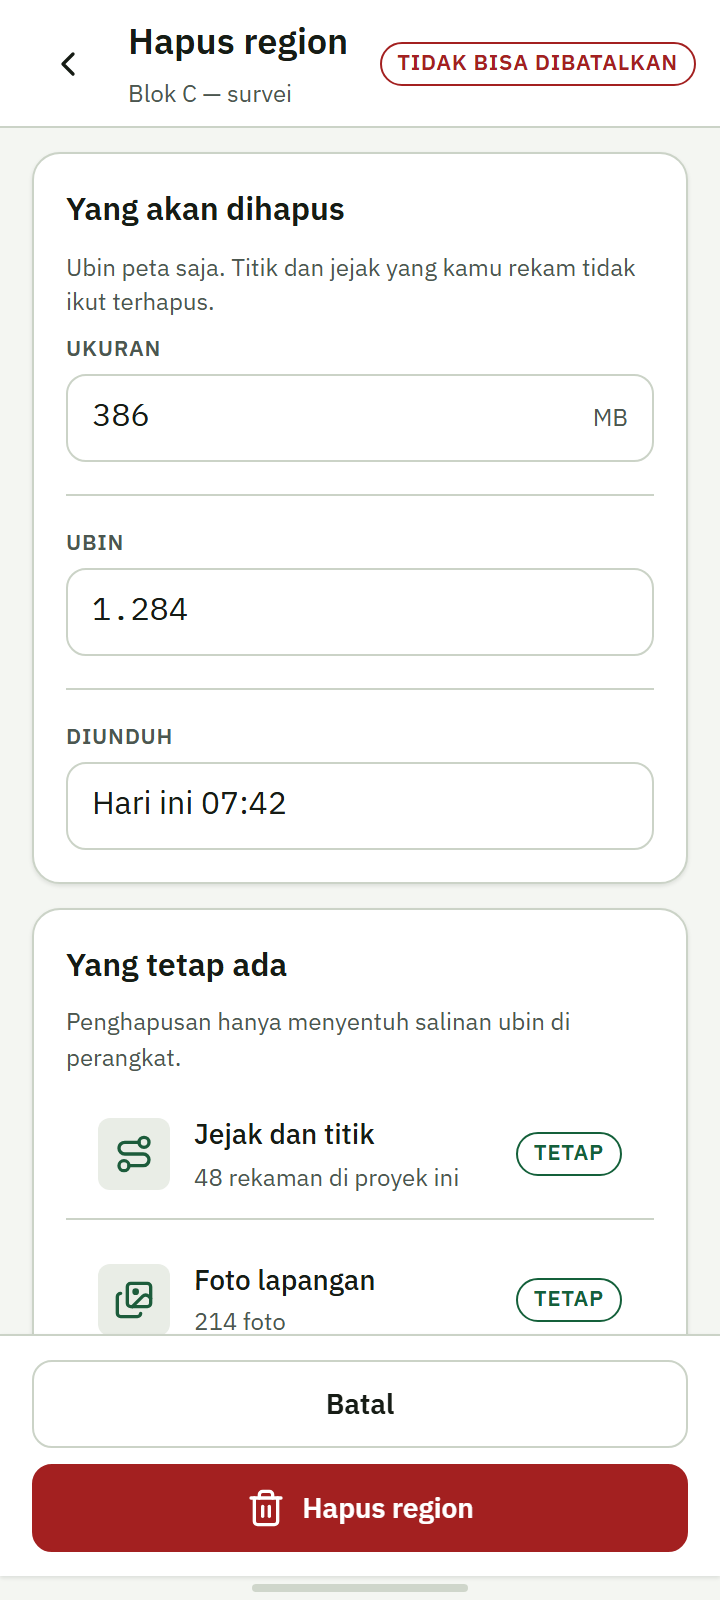 Hapus region
Blok C — survei
TIDAK BISA DIBATALKAN
Yang akan dihapus
Ubin peta saja. Titik dan jejak yang kamu rekam tidak
ikut terhapus.
UKURAN
386 MB
UBIN
1.284
DIUNDUH
Hari ini 07:42
Yang tetap ada
Penghapusan hanya menyentuh salinan ubin di
perangkat.
Jejak dan titik
48 rekaman di proyek ini
TETAP
Foto lapangan
214 foto
TETAP
Batal
Hapus region